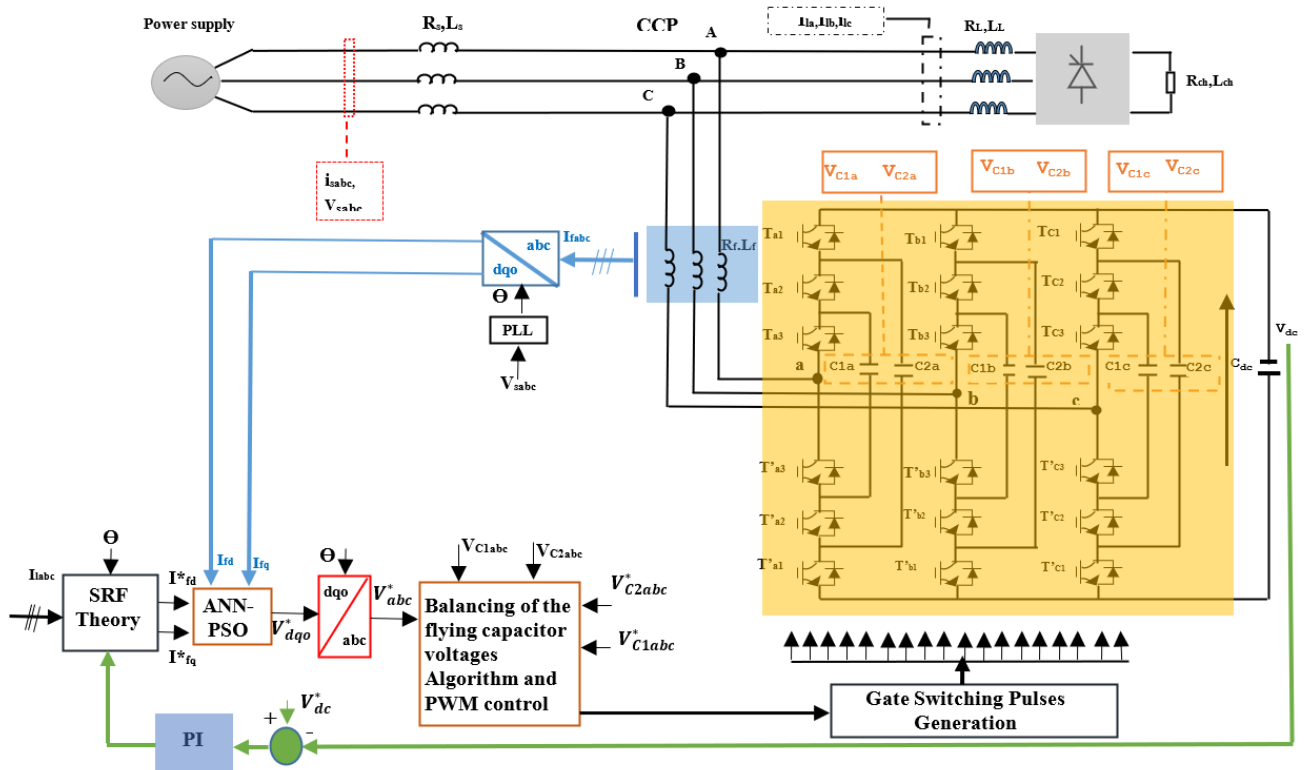 Power supply
Rs,Ls
CCP
Ila,Ilb,Ilc
RL,LL
A
B
C
Rch,Lch
isabc,
Vsabc
VC1a VC2a
VC1b VC2b
VC1c VC2c
Ifabc
abc
dqo
Rf,Lf
Θ
PLL
Vsabc
Ta1
Tb1
TC1
Ta2
Tb2
TC2
Ta3
Tb3
TC3
Vdc
Cdc
a
C1a
C2a
C1b
C2b
C1c
C2c
b
c
T'a3
T'b3
T'C3
T'a2
T'b2
T'C2
T'a1
T'b1
T'C1
Θ
Ifd
Ifq
Θ
VC1abc
VC2abc
Ilabc
SRF
Theory
I*fd
I*fq
ANN-
PSO
V*dqo
dqo
abc
V*abc
Balancing of the
flying capacitor
voltages
Algorithm and
PWM control
V*C2abc
V*C1abc
Gate Switching Pulses
Generation
V*dc
+
-
PI